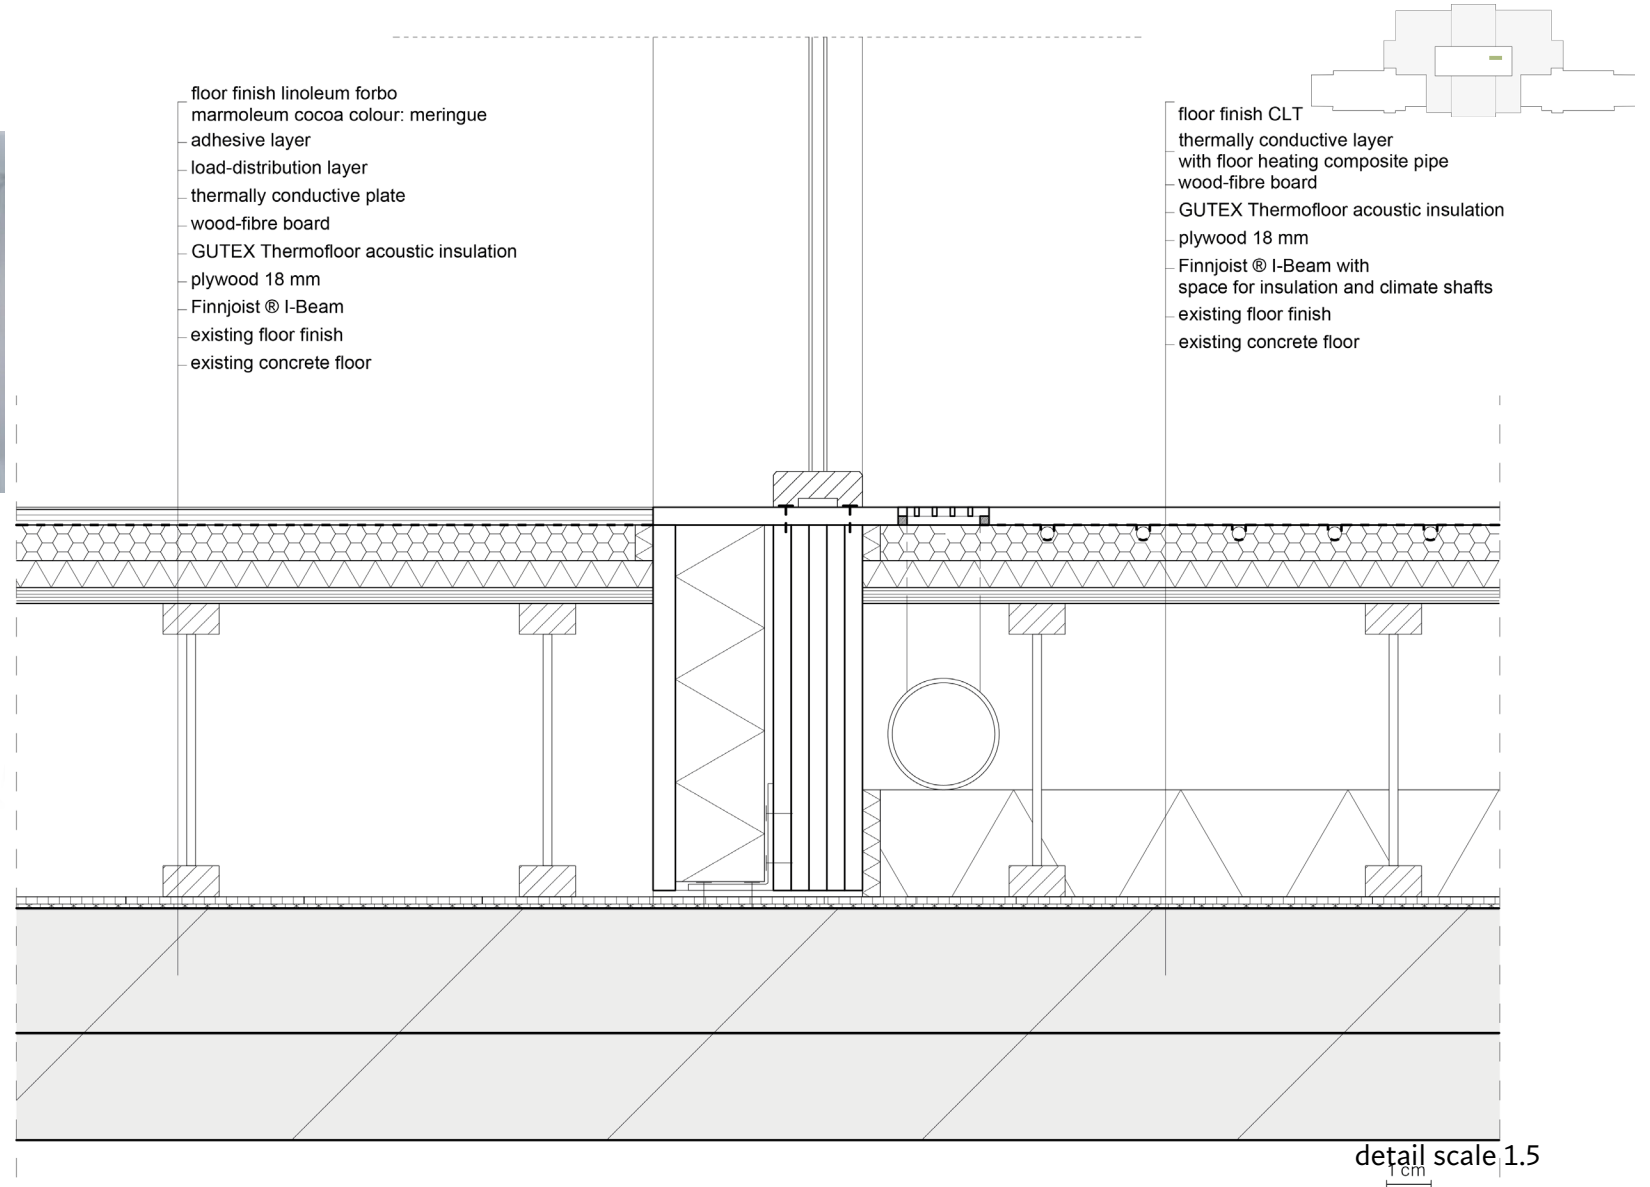 floor finish linoleum forbo
marmoleum cocoa colour: meringue
adhesive layer
load-distribution layer
thermally conductive plate
wood-fibre board
GUTEX Thermofloor acoustic insulation
plywood 18 mm
Finnjoist ® I-Beam
existing floor finish
existing concrete floor
floor finish CLT
thermally conductive layer
with floor heating composite pipe
wood-fibre board
GUTEX Thermofloor acoustic insulation
plywood 18 mm
Finnjoist ® I-Beam with
space for insulation and climate shafts
existing floor finish
existing concrete floor
detail scale 1.5
1 cm